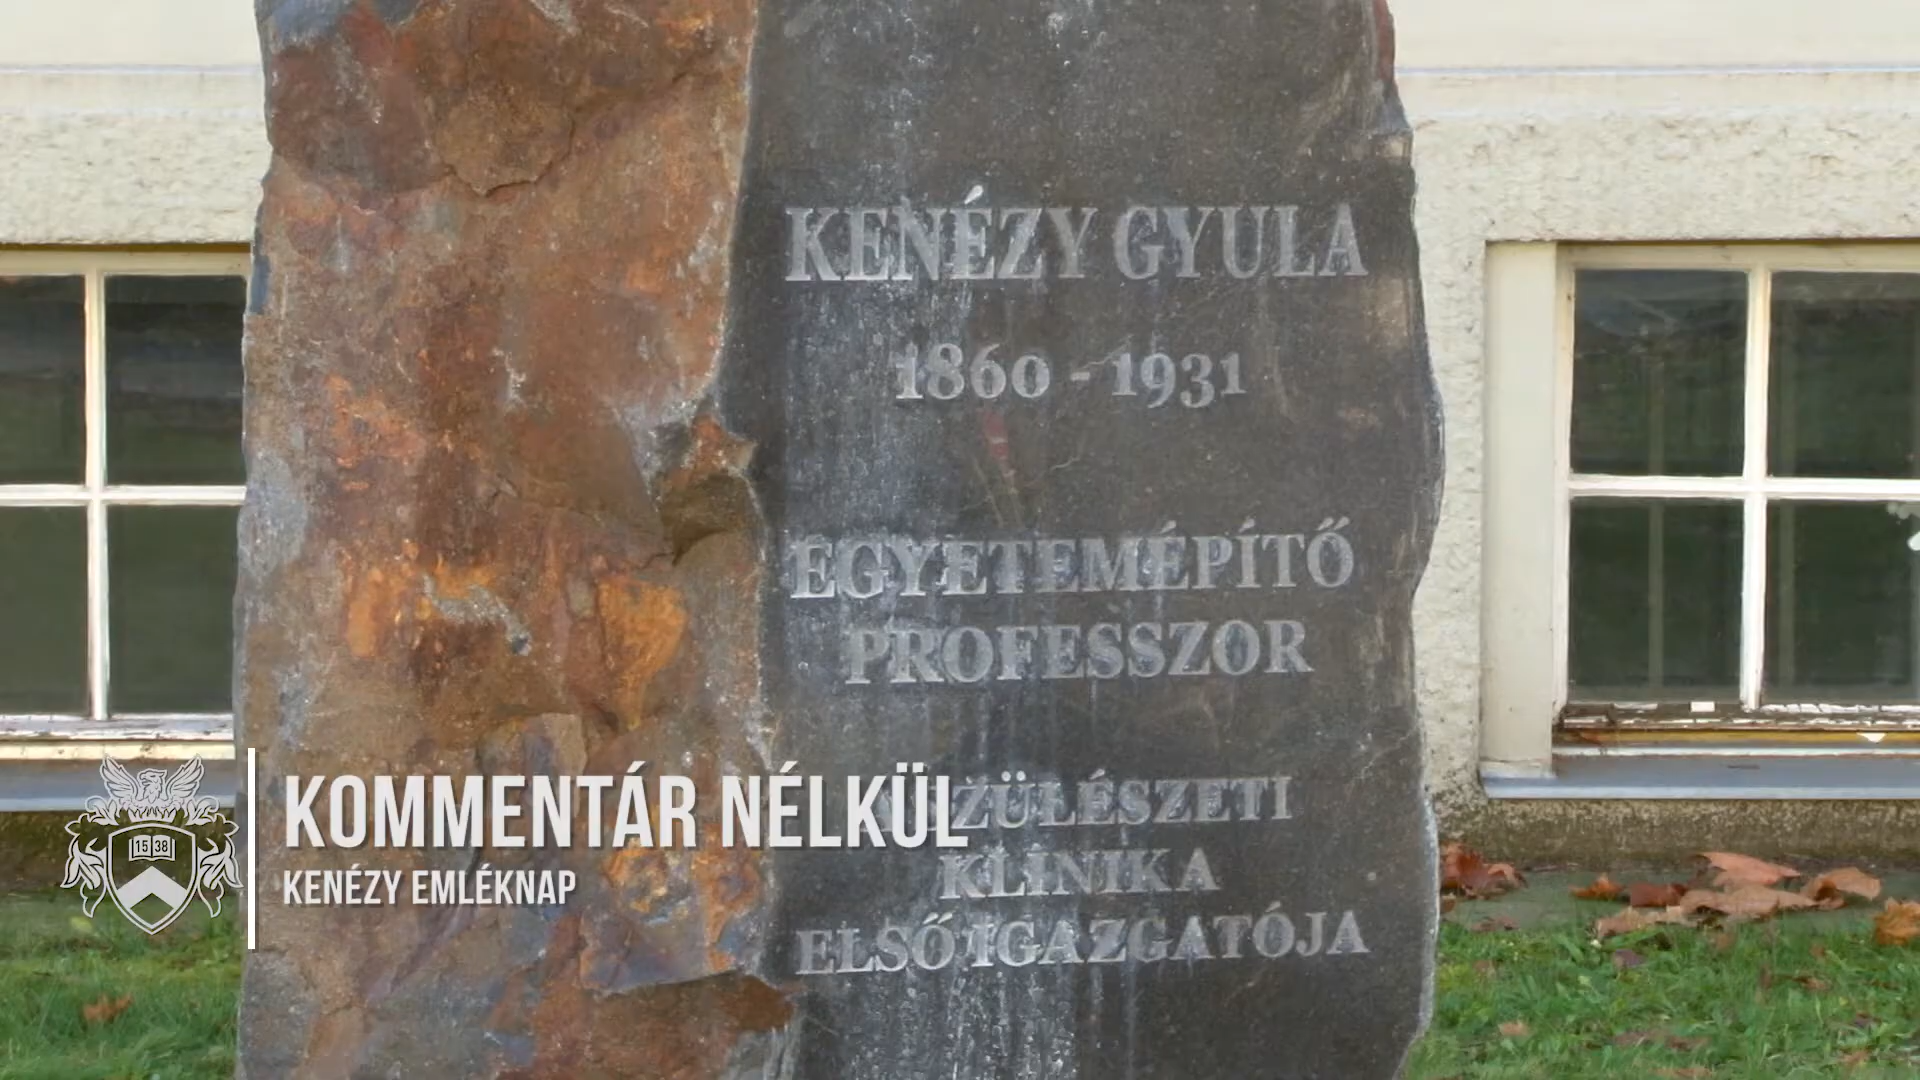 KENÉZY GYULA
1860 - 1931
EGYETEMÉPÍTŐ
PROFESSZOR
SZÜLÉSZETI
KLINIKA
ELSŐ IGAZGATÓJA
15 38
KOMMENTÁR NÉLKÜL
KENÉZY EMLÉKNAP